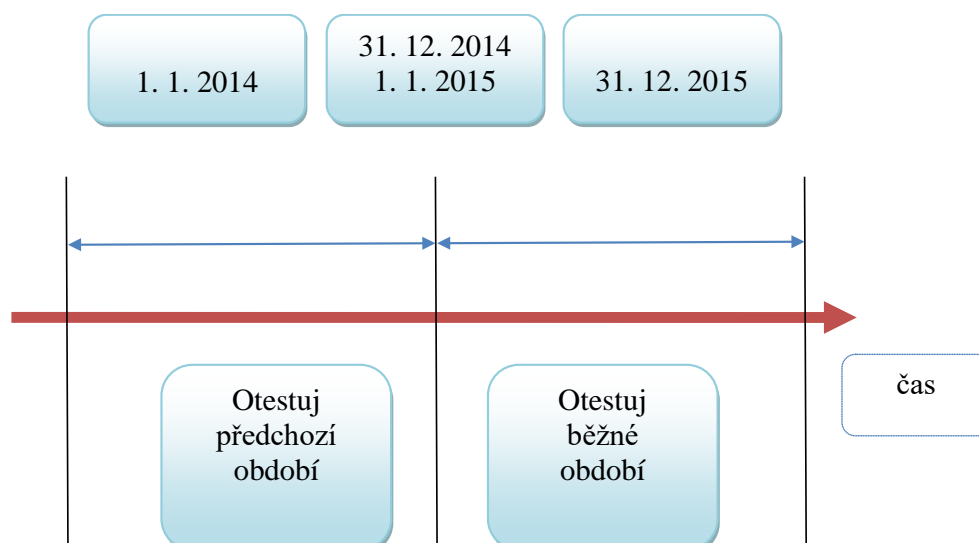 1. 1. 2014
31. 12. 2014
1. 1. 2015
31. 12. 2015
čas
Otestuj
předchozí
období
Otestuj
běžné
období